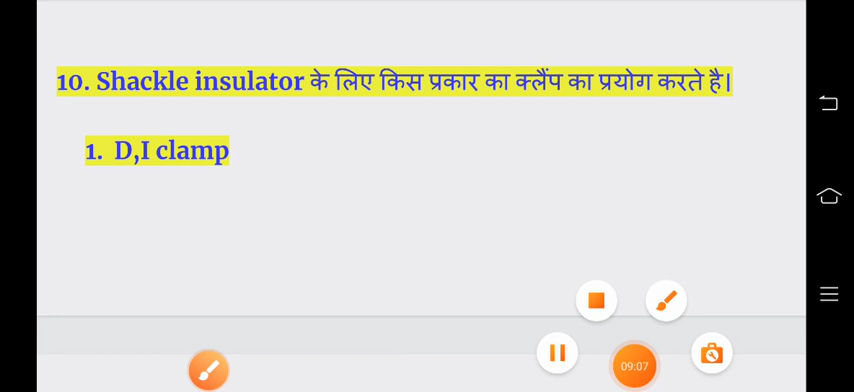 10. Shackle insulator के लिए किस प्रकार का क्लैंप का प्रयोग करते है।
1. D,I clamp
09:07